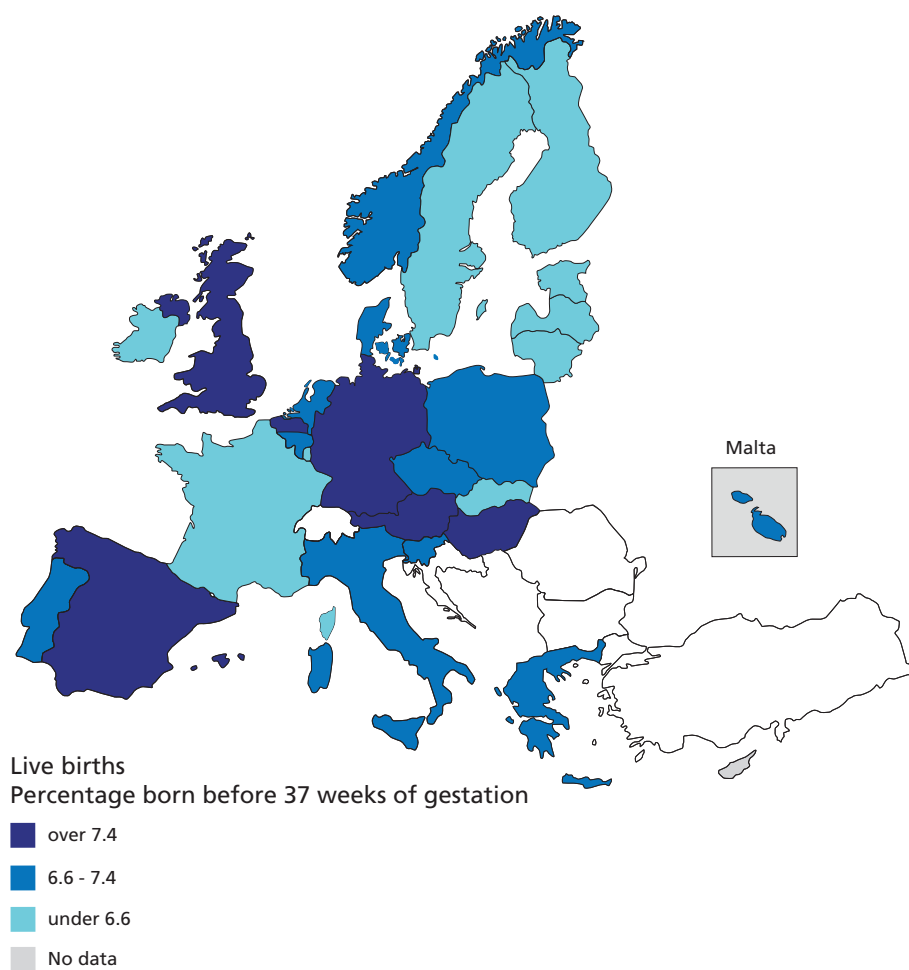 Malta
Live births
Percentage born before 37 weeks of gestation
over 7.4
6.6 - 7.4
under 6.6
No data